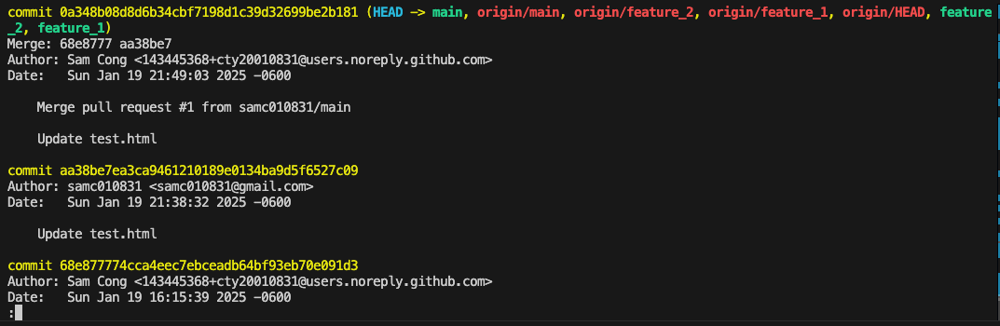 commit 0a348b08d8d6b34cbf7198d1c39d32699be2b181 (HEAD -> main, origin/main, origin/feature_2, origin/feature_1, origin/HEAD, feature
_2, feature_1)
Merge: 68e8777 aa38be7
Author: Sam Cong <143445368+cty20010831@users.noreply.github.com>
Date:   Sun Jan 19 21:49:03 2025 -0600
    Merge pull request #1 from samc010831/main
    Update test.html
commit aa38be7ea3ca9461210189e0134ba9d5f6527c09
Author: samc010831 <samc010831@gmail.com>
Date:   Sun Jan 19 21:38:32 2025 -0600
    Update test.html
commit 68e877774cca4eec7ebceadb64bf93eb70e091d3
Author: Sam Cong <143445368+cty20010831@users.noreply.github.com>
Date:   Sun Jan 19 16:15:39 2025 -0600
: